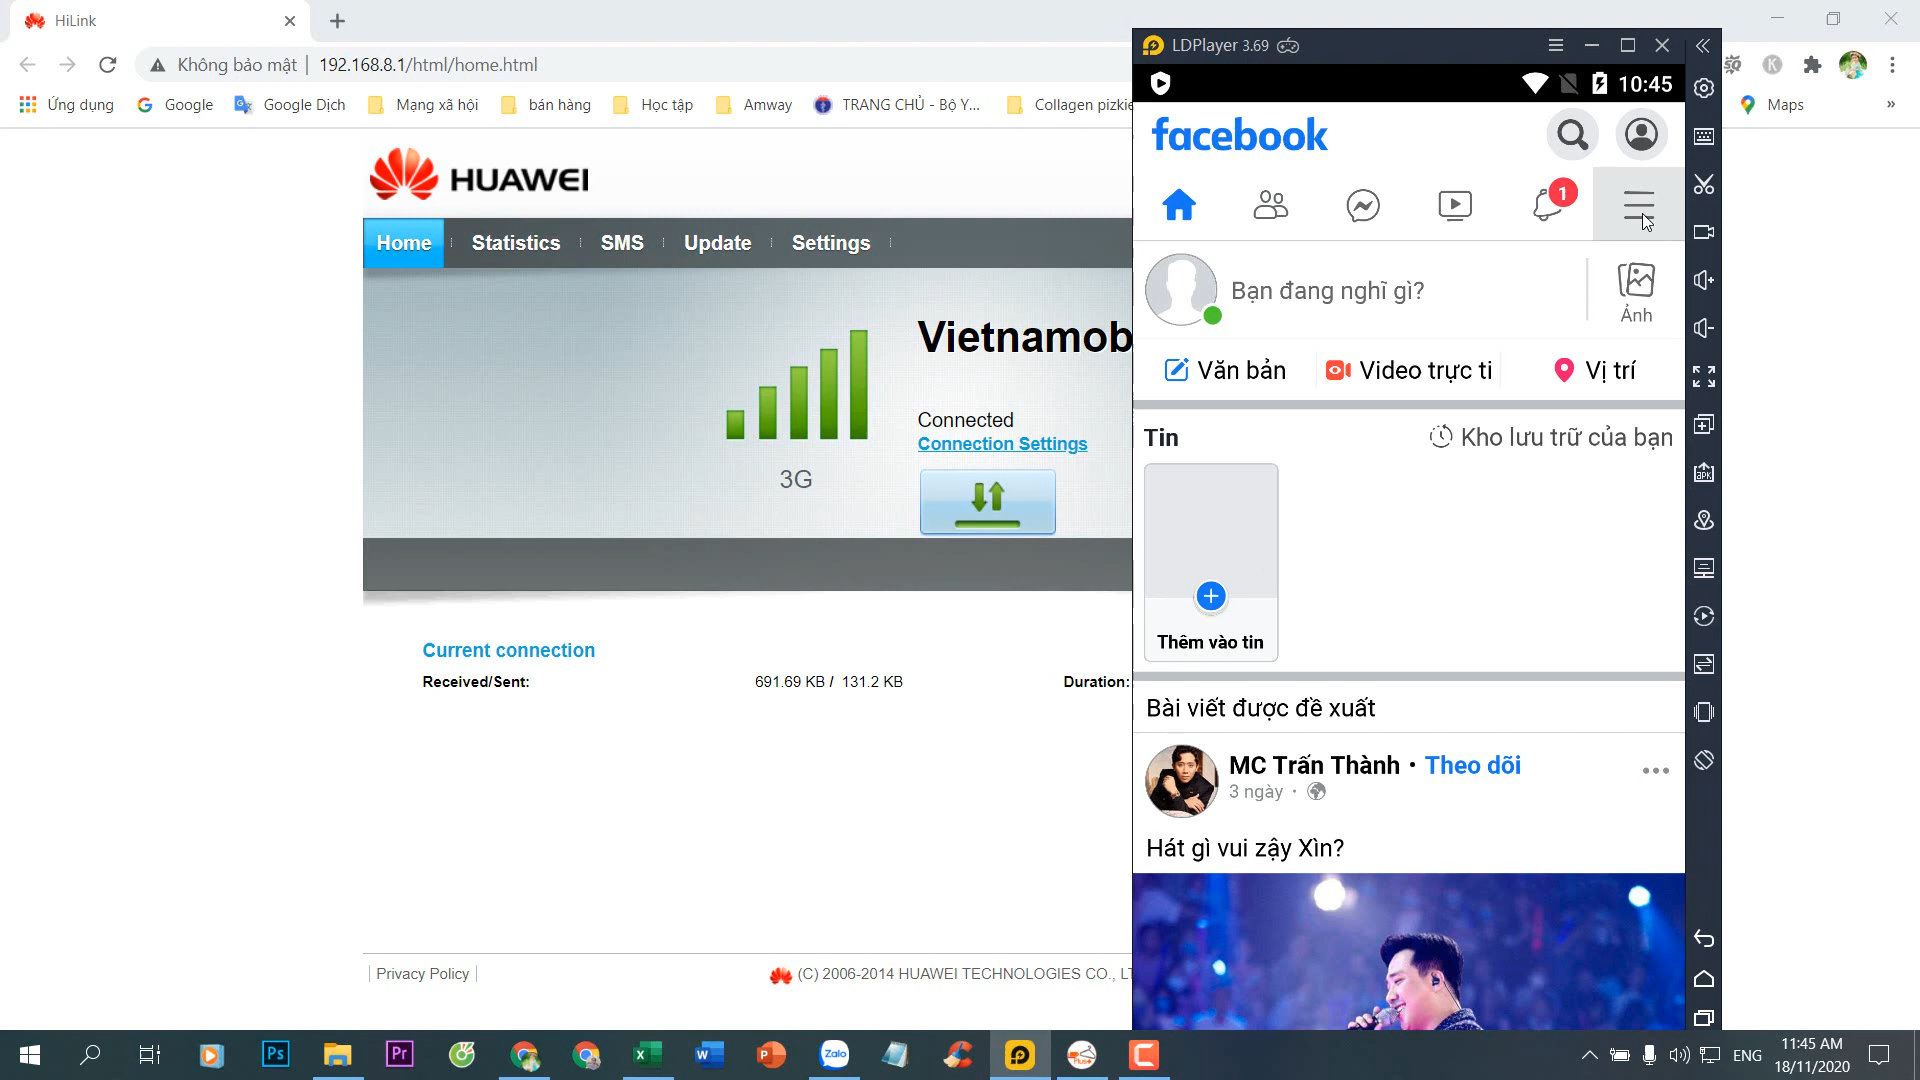 HiLink
Không bảo mật
192.168.8.1/html/home.html
Ứng dụng
Google
Google Dịch
Mạng xã hội
bán hàng
Học tập
Amway
TRANG CHỦ - Bộ Y...
Collagen pizkie
Maps
»
HUAWEI
Home
Statistics
SMS
Update
Settings
Vietnamob
Connected
Connection Settings
3G
Current connection
Received/Sent:
691.69 KB / 131.2 KB
Duration:
Privacy Policy
(C) 2006-2014 HUAWEI TECHNOLOGIES CO., LT
LDPlayer 3.69
10:45
facebook
1
Bạn đang nghĩ gì?
Ảnh
Văn bản
Video trực ti
Vị trí
Tin
Kho lưu trữ của bạn
Thêm vào tin
Bài viết được đề xuất
MC Trấn Thành • Theo dõi
3 ngày
Hát gì vui zậy Xìn?
K
APK
Ps
Pr
Zalo
Plus+
ENG
11:45 AM
18/11/2020